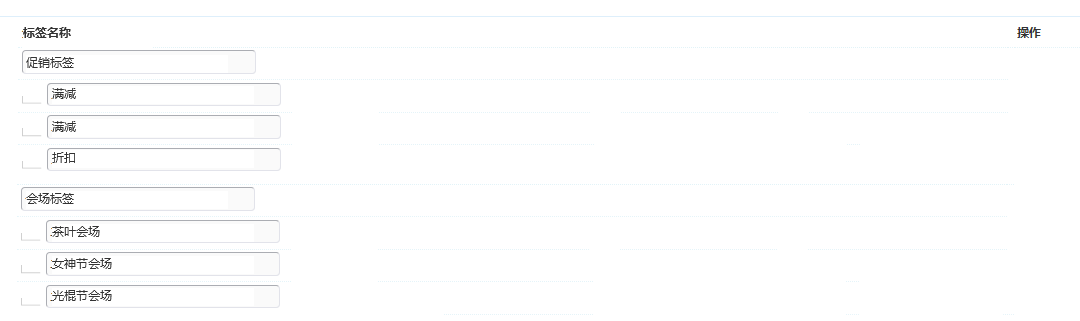 标签名称 操作
促销标签
满减
满减
折扣
会场标签
茶叶会场
女神节会场
光棍节会场